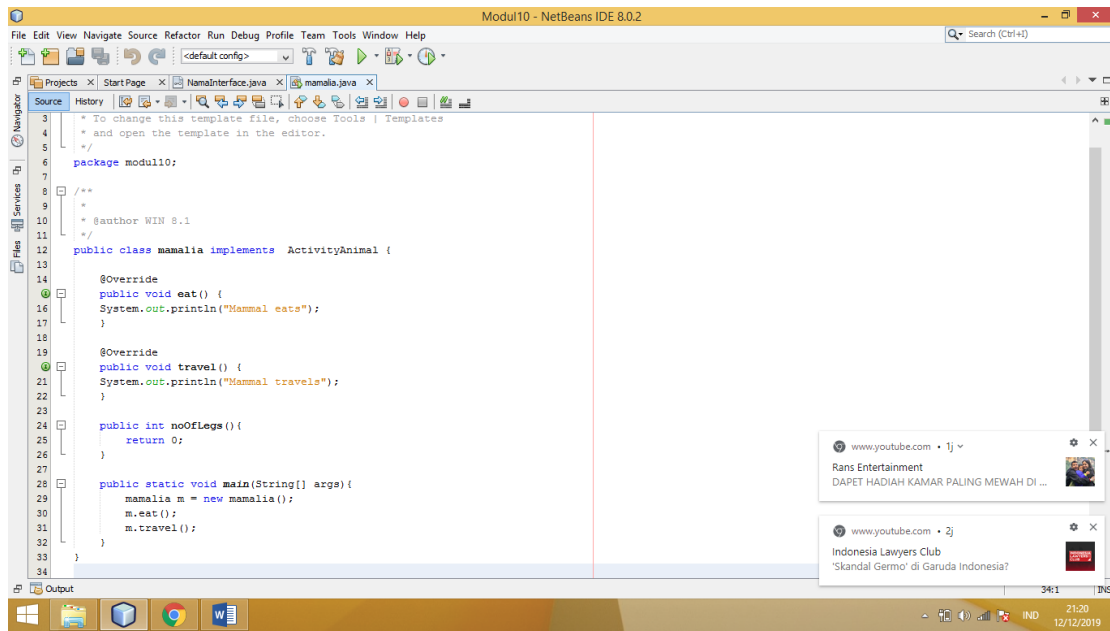 Modul10 - NetBeans IDE 8.0.2
File Edit View Navigate Source Refactor Run Debug Profile Team Tools Window Help
Search (Ctrl+I)
<default config>
Projects Start Page NamaInterface.java mamalia.java
Source History
Navigator
Services
Files
3 * To change this template file, choose Tools | Templates
4 * and open the template in the editor.
5 */
6 package modul10;
7
8 /**
9 *
10 * @author WIN 8.1
11 */
12 public class mamalia implements  ActivityAnimal {
13
14 @Override
public void eat() {
16 System.out.println("Mammal eats");
17 }
18
19 @Override
public void travel() {
21 System.out.println("Mammal travels");
22 }
23
24 public int noOfLegs(){
25 return 0;
26 }
27
28 public static void main(String[] args){
29 mamalia m = new mamalia();
30 m.eat();
31 m.travel();
32 }
33 }
34
www.youtube.com • 1j
Rans Entertainment
DAPET HADIAH KAMAR PALING MEWAH DI ...
www.youtube.com • 2j
Indonesia Lawyers Club
'Skandal Germo' di Garuda Indonesia?
Output
34:1 INS
IND
21:20
12/12/2019